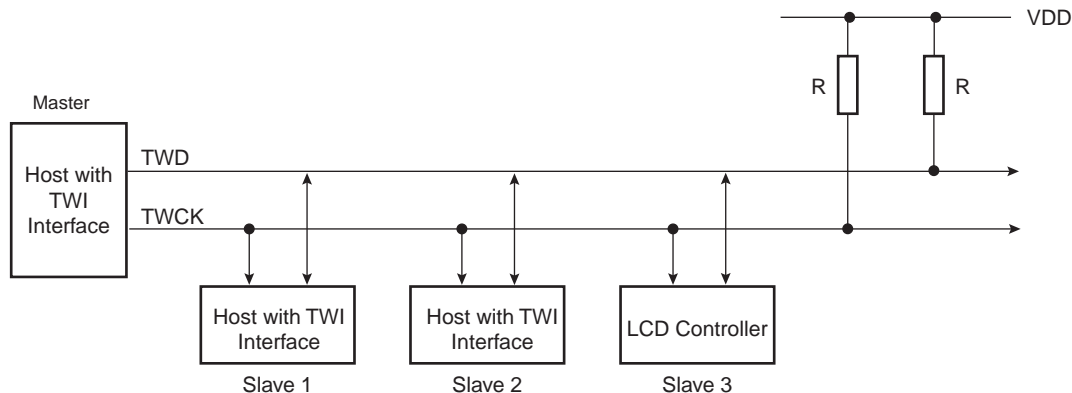 VDD
R
R
Master
Host with
TWI
Interface
TWD
TWCK
Host with TWI
Interface
Slave 1
Host with TWI
Interface
Slave 2
LCD Controller
Slave 3